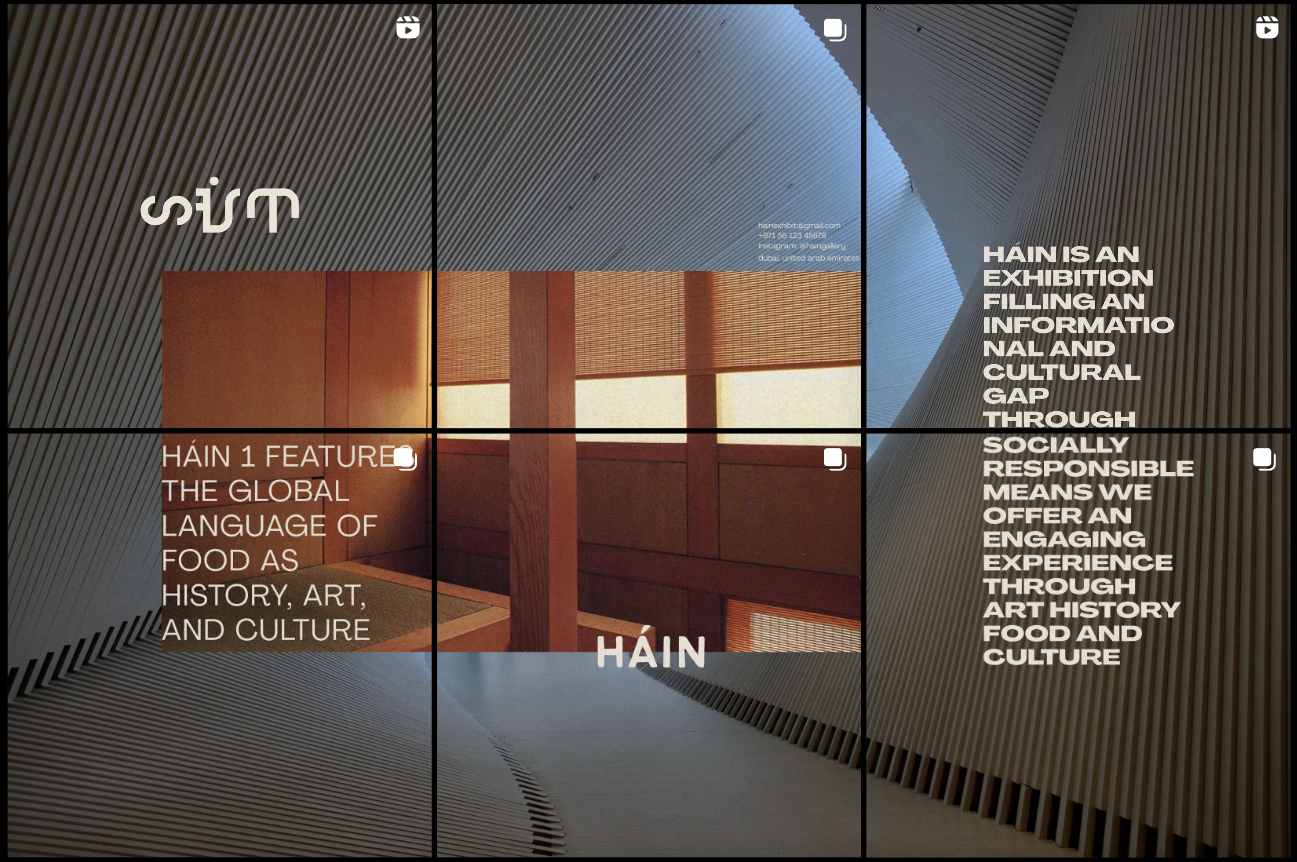 hainexhibit@gmail.com
+971 56 123 45678
instagram: @haingallery
dubai, united arab emirates
HÁIN 1 FEATURES
THE GLOBAL
LANGUAGE OF
FOOD AS
HISTORY, ART,
AND CULTURE
HÁIN
HÁIN IS AN
EXHIBITION
FILLING AN
INFORMATIO
NAL AND
CULTURAL
GAP
THROUGH
SOCIALLY
RESPONSIBLE
MEANS WE
OFFER AN
ENGAGING
EXPERIENCE
THROUGH
ART HISTORY
FOOD AND
CULTURE